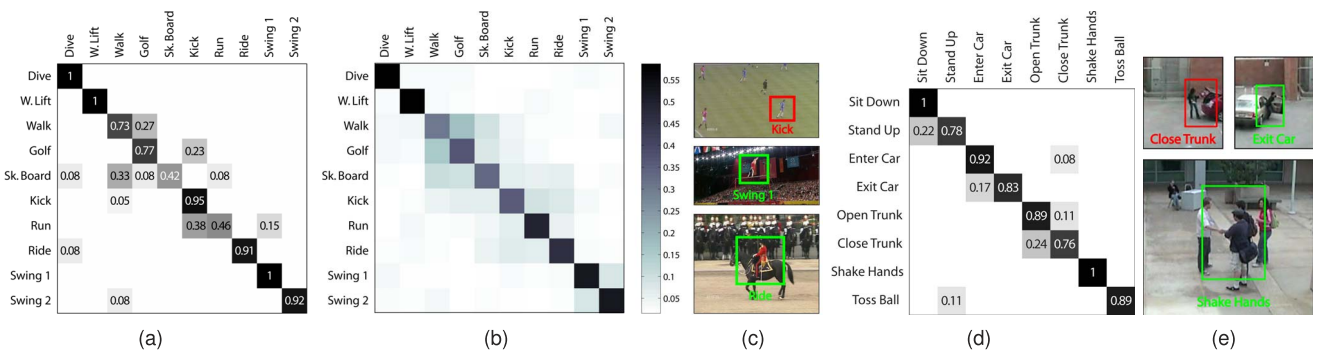 Dive
W. Lift
Walk
Golf
Sk. Board
Kick
Run
Ride
Swing 1
Swing 2
Dive
W. Lift
Walk
Golf
Sk. Board
Kick
Run
Ride
Swing 1
Swing 2
1
1
0.73 0.27
0.77 0.23
0.08 0.33 0.08 0.42 0.08
0.05 0.95
0.38 0.46 0.15
0.08 0.91
1
0.08 0.92
(a)
Dive
W. Lift
Walk
Golf
Sk. Board
Kick
Run
Ride
Swing 1
Swing 2
Dive
W. Lift
Walk
Golf
Sk. Board
Kick
Run
Ride
Swing 1
Swing 2
0.55
0.5
0.45
0.4
0.35
0.3
0.25
0.2
0.15
0.1
0.05
(b)
Kick
Swing 1
Ride
(c)
Sit Down
Stand Up
Enter Car
Exit Car
Open Trunk
Close Trunk
Shake Hands
Toss Ball
Sit Down
Stand Up
Enter Car
Exit Car
Open Trunk
Close Trunk
Shake Hands
Toss Ball
1
0.22 0.78
0.92 0.08
0.17 0.83
0.89 0.11
0.24 0.76
1
0.11 0.89
(d)
Close Trunk
Exit Car
Shake Hands
(e)